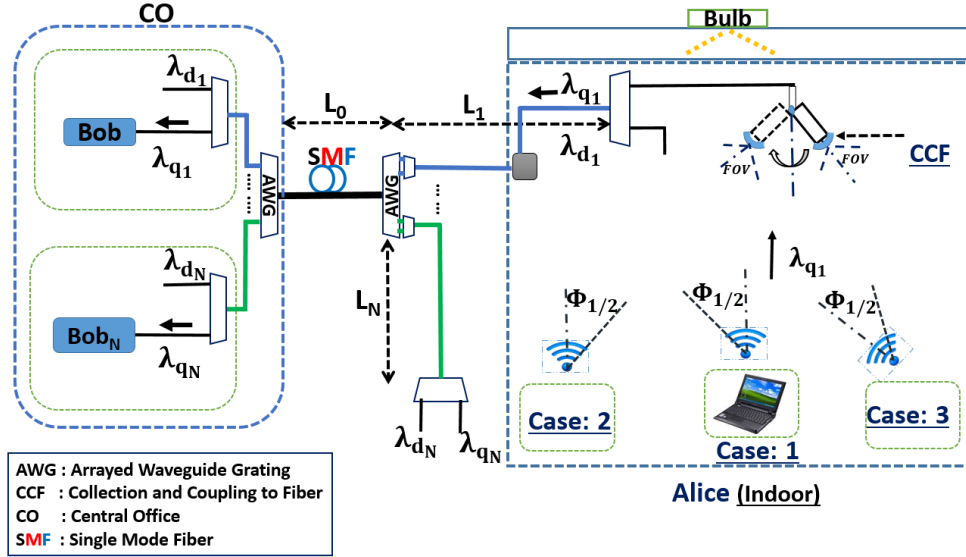 CO
Bulb
λd1
Bob
λq1
AWG
L0
L1
SMF
AWG
λq1
λd1
FOV
FOV
CCF
λq1
λdN
BobN
λqN
LN
λdN
λqN
Φ1/2
Φ1/2
Φ1/2
Case: 2
Case: 1
Case: 3
Alice (Indoor)
AWG : Arrayed Waveguide Grating
CCF : Collection and Coupling to Fiber
CO : Central Office
SMF : Single Mode Fiber